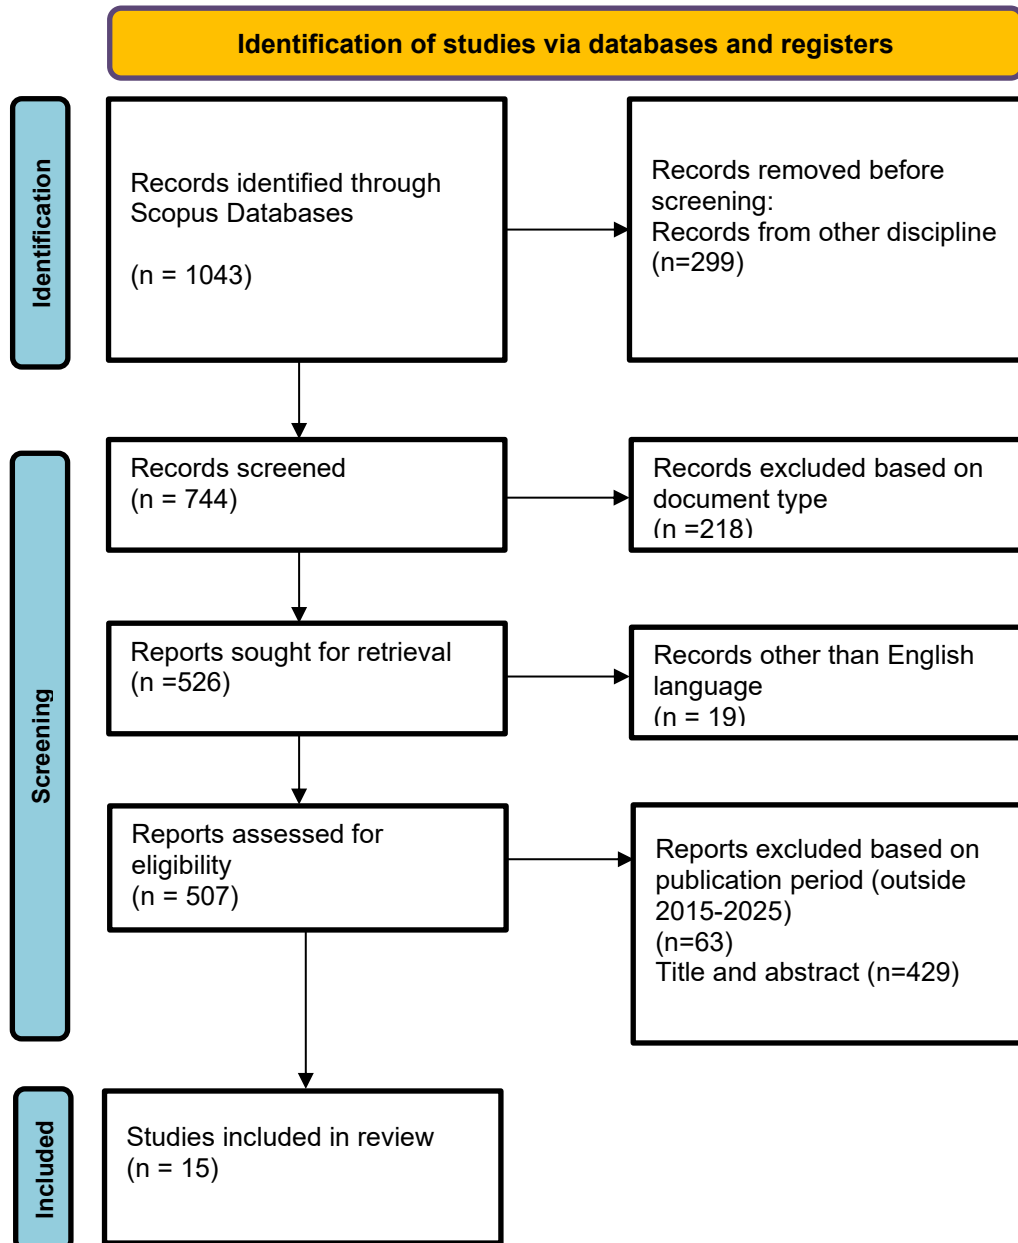 Identification of studies via databases and registers
Identification
Records identified through
Scopus Databases
(n = 1043)
Records removed before
screening:
Records from other discipline
(n=299)
Screening
Records screened
(n = 744)
Records excluded based on
document type
(n =218)
Reports sought for retrieval
(n =526)
Records other than English
language
(n = 19)
Reports assessed for
eligibility
(n = 507)
Reports excluded based on
publication period (outside
2015-2025)
(n=63)
Title and abstract (n=429)
Included
Studies included in review
(n = 15)